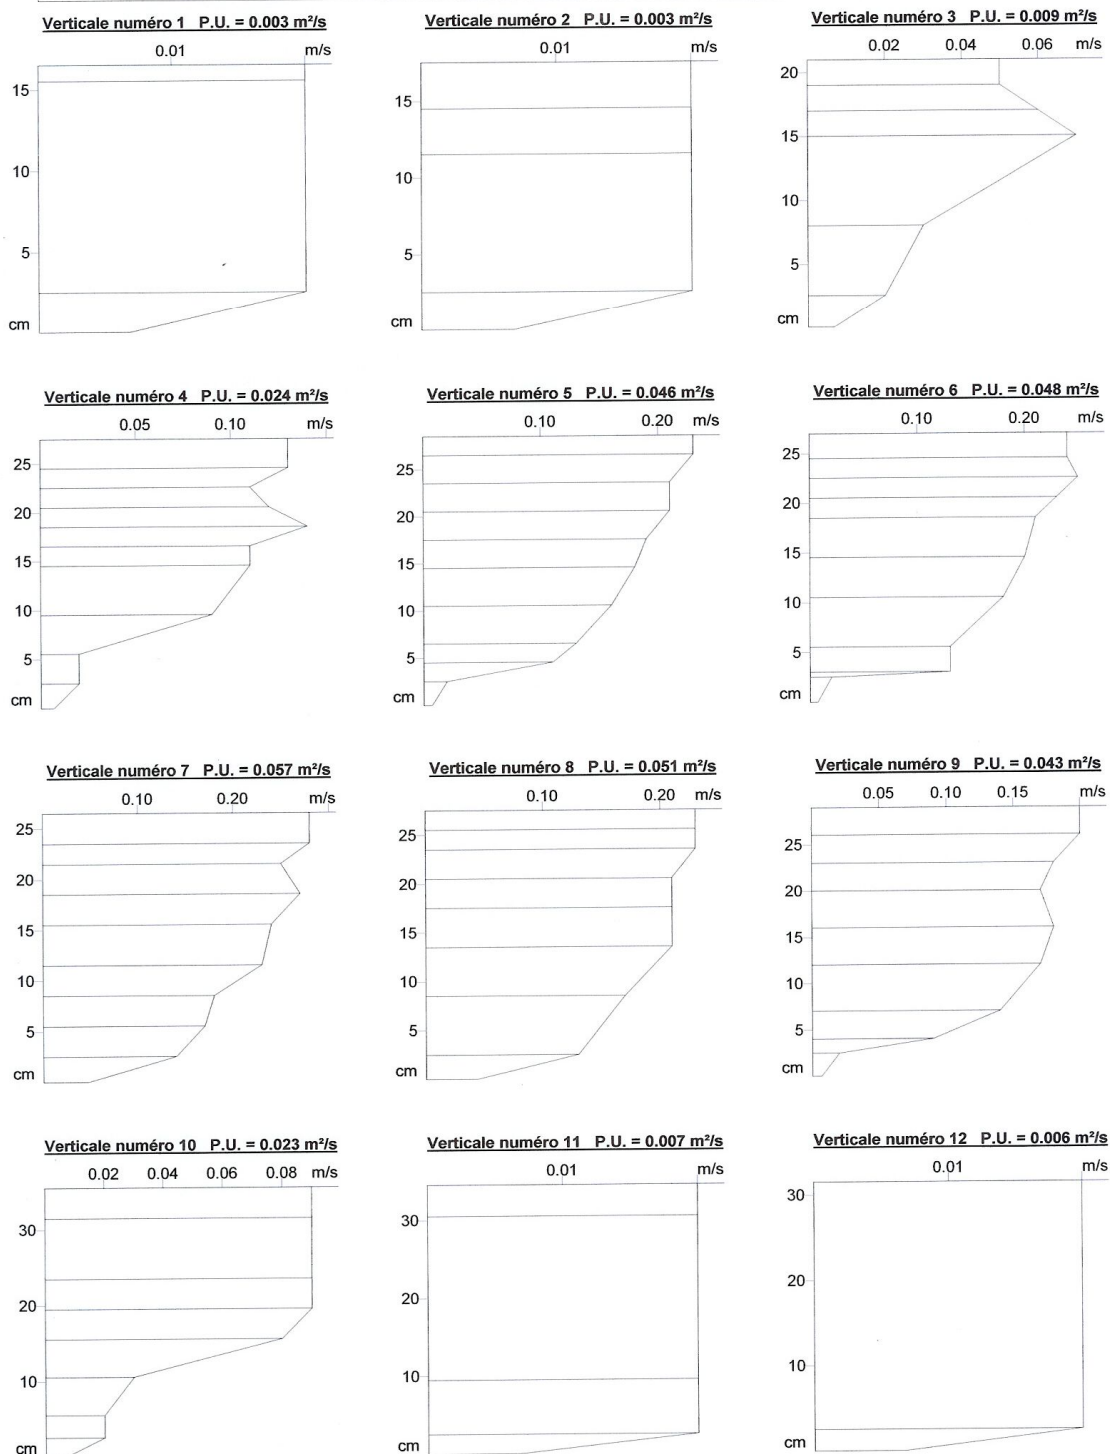 Verticale numéro 1 P.U. = 0.003 m²/s
0.01 m/s
15
10
5
cm
Verticale numéro 2 P.U. = 0.003 m²/s
0.01 m/s
15
10
5
cm
Verticale numéro 3 P.U. = 0.009 m²/s
0.02 0.04 0.06 m/s
20
15
10
5
cm
Verticale numéro 4 P.U. = 0.024 m²/s
0.05 0.10 m/s
25
20
15
10
5
cm
Verticale numéro 5 P.U. = 0.046 m²/s
0.10 0.20 m/s
25
20
15
10
5
cm
Verticale numéro 6 P.U. = 0.048 m²/s
0.10 0.20 m/s
25
20
15
10
5
cm
Verticale numéro 7 P.U. = 0.057 m²/s
0.10 0.20 m/s
25
20
15
10
5
cm
Verticale numéro 8 P.U. = 0.051 m²/s
0.10 0.20 m/s
25
20
15
10
5
cm
Verticale numéro 9 P.U. = 0.043 m²/s
0.05 0.10 0.15 m/s
25
20
15
10
5
cm
Verticale numéro 10 P.U. = 0.023 m²/s
0.02 0.04 0.06 0.08 m/s
30
20
10
cm
Verticale numéro 11 P.U. = 0.007 m²/s
0.01 m/s
30
20
10
cm
Verticale numéro 12 P.U. = 0.006 m²/s
0.01 m/s
30
20
10
cm